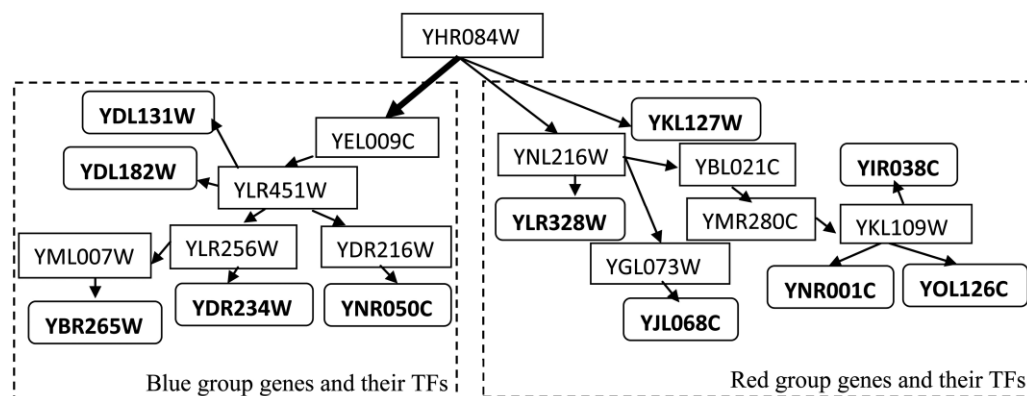 YHR084W
YDL131W
YEL009C
YKL127W
YNL216W
YDL182W
YBL021C
YIR038C
YLR451W
YLR328W
YMR280C
YKL109W
YML007W
YLR256W
YDR216W
YGL073W
YNR001C
YOL126C
YBR265W
YDR234W
YNR050C
YJL068C
Blue group genes and their TFs
Red group genes and their TFs